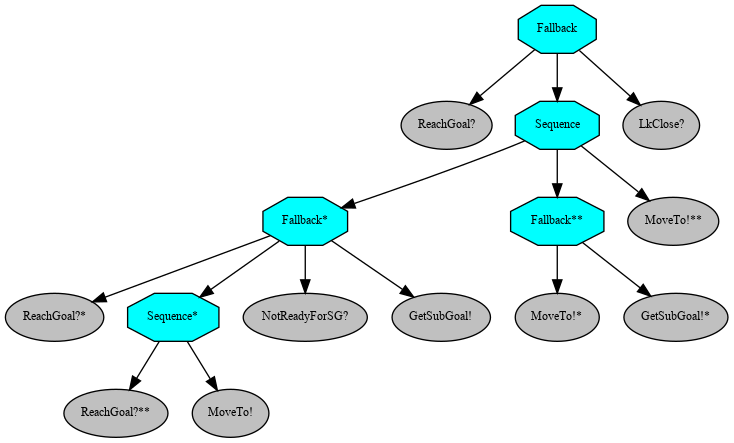 Fallback
ReachGoal?
Sequence
LkClose?
Fallback*
Fallback**
MoveTo!**
ReachGoal?*
Sequence*
NotReadyForSG?
GetSubGoal!
MoveTo!*
GetSubGoal!*
ReachGoal?**
MoveTo!